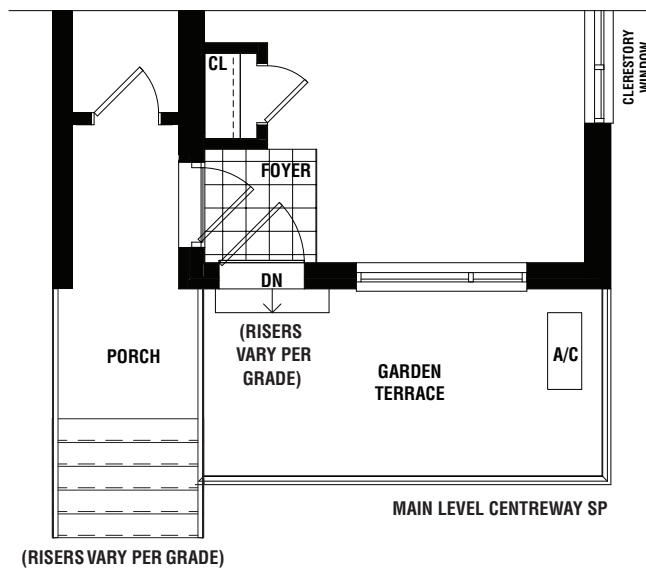 CL
CLERESTORY
WINDOW
FOYER
DN
(RISERS
VARY PER
GRADE)
PORCH
GARDEN
TERRACE
A/C
MAIN LEVEL CENTREWAY SP
(RISERS VARY PER GRADE)